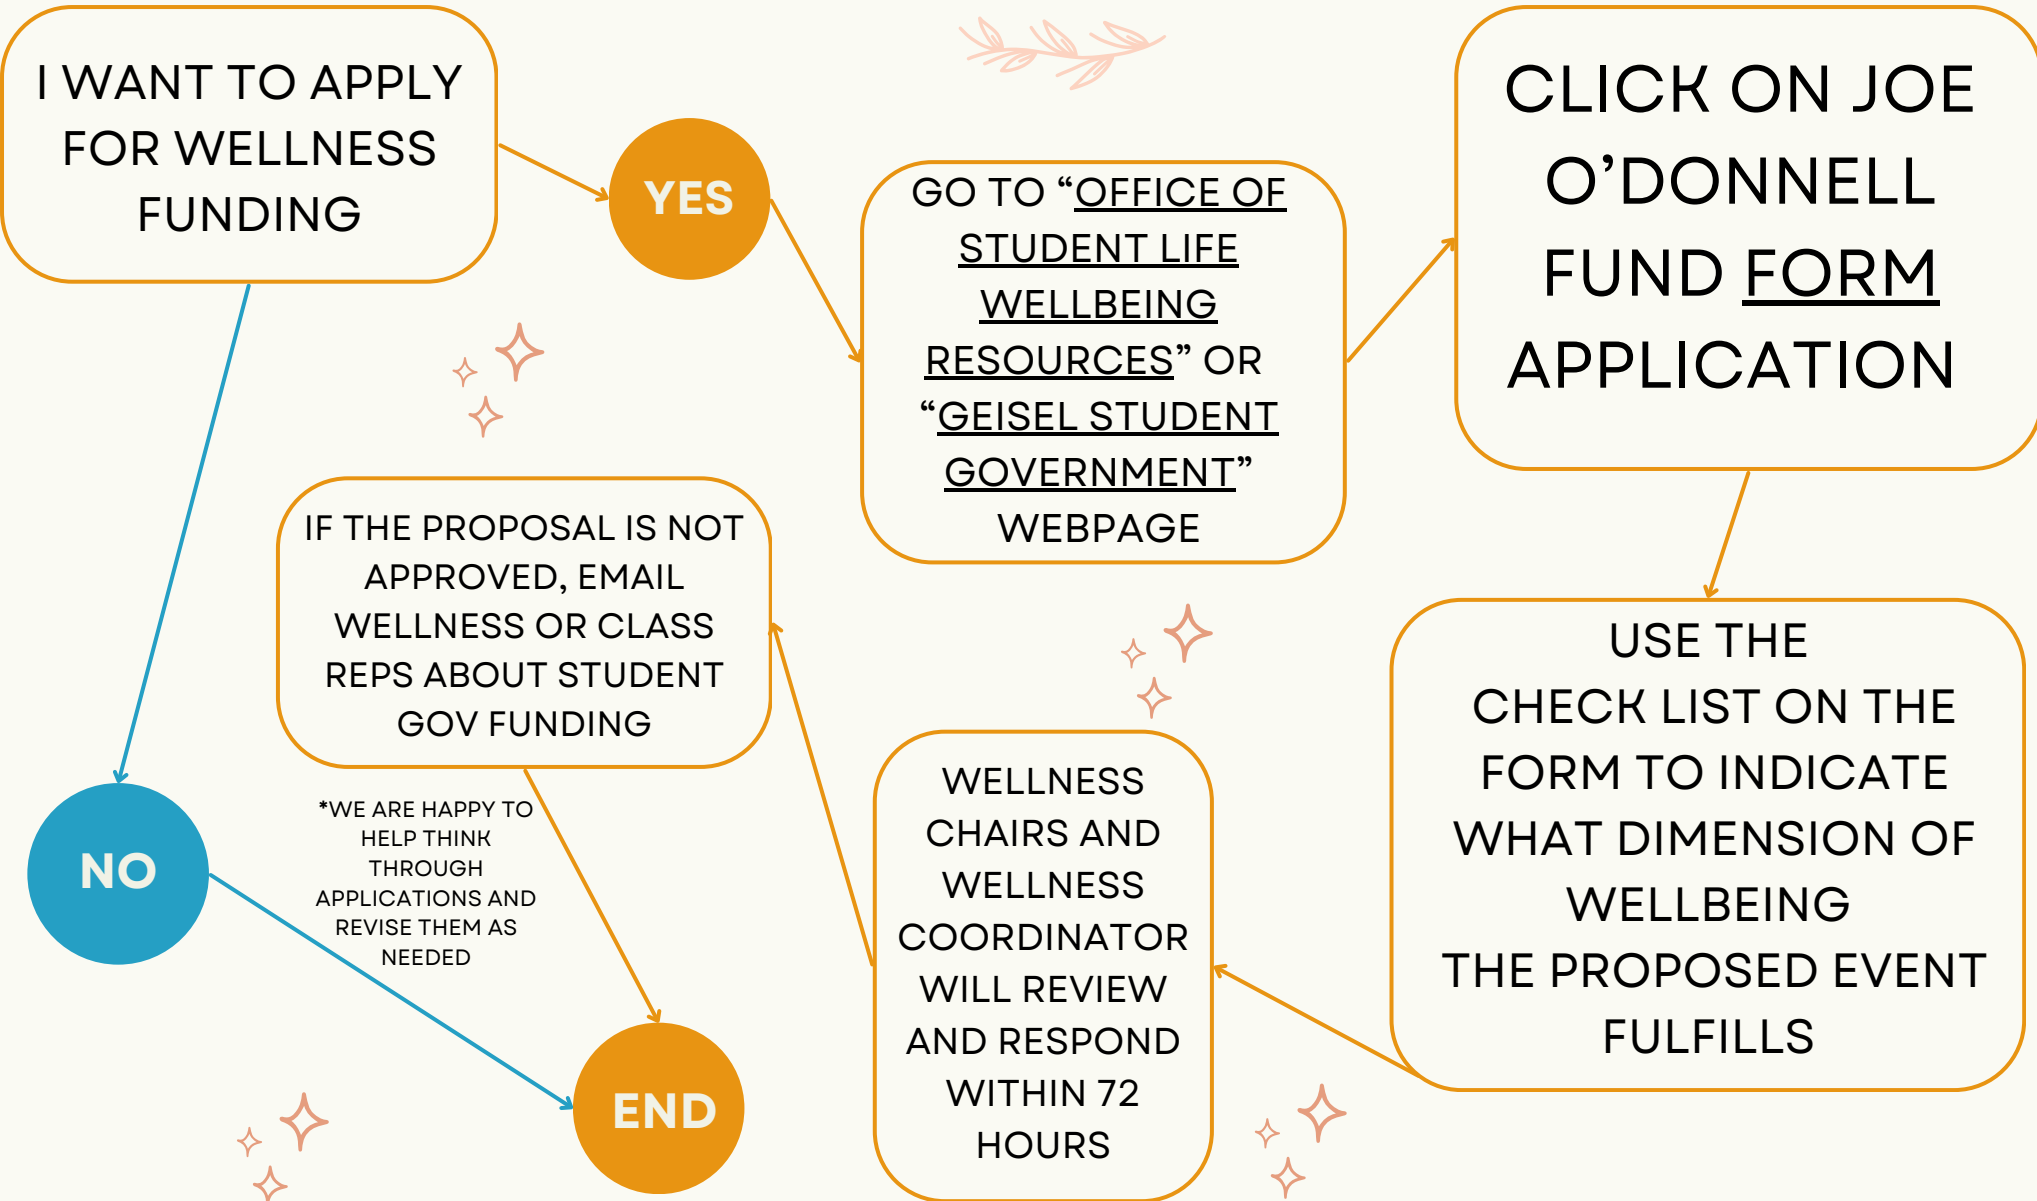 I WANT TO APPLY
FOR WELLNESS
FUNDING
YES
GO TO “OFFICE OF
STUDENT LIFE
WELLBEING
RESOURCES” OR
“GEISEL STUDENT
GOVERNMENT”
WEBPAGE
CLICK ON JOE
O’DONNELL
FUND FORM
APPLICATION
USE THE
CHECK LIST ON THE
FORM TO INDICATE
WHAT DIMENSION OF
WELLBEING
THE PROPOSED EVENT
FULFILLS
WELLNESS
CHAIRS AND
WELLNESS
COORDINATOR
WILL REVIEW
AND RESPOND
WITHIN 72
HOURS
IF THE PROPOSAL IS NOT
APPROVED, EMAIL
WELLNESS OR CLASS
REPS ABOUT STUDENT
GOV FUNDING
*WE ARE HAPPY TO
HELP THINK
THROUGH
APPLICATIONS AND
REVISE THEM AS
NEEDED
NO
END